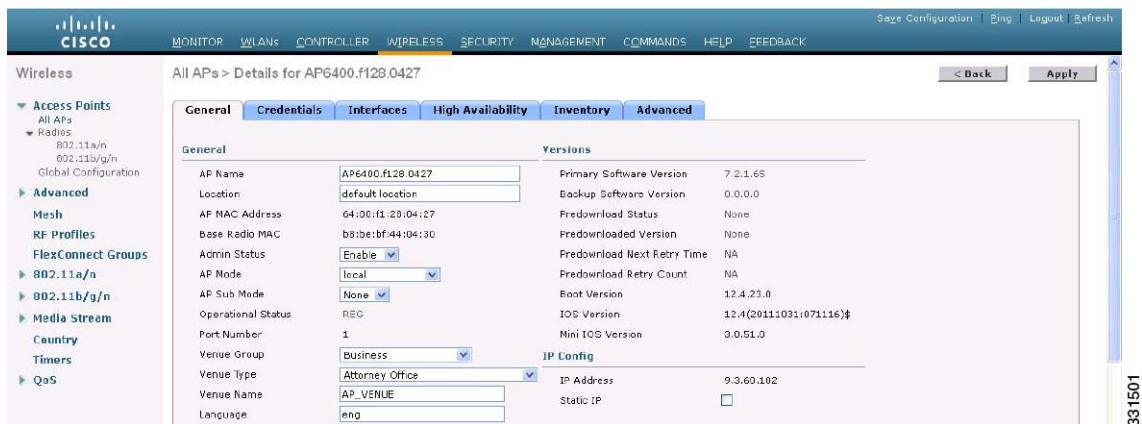 Save Configuration | Ping | Logout | Refresh
CISCO
MONITOR WLANs CONTROLLER WIRELESS SECURITY MANAGEMENT COMMANDS HELP FEEDBACK
Wireless
All APs > Details for AP6400.f128.0427
< Back
Apply
Access Points
All APs
Radios
802.11a/n
802.11b/g/n
Global Configuration
Advanced
Mesh
RF Profiles
FlexConnect Groups
802.11a/n
802.11b/g/n
Media Stream
Country
Timers
QoS
General Credentials Interfaces High Availability Inventory Advanced
General
AP Name AP6400.f128.0427
Location default location
AP MAC Address 64:00:f1:28:04:27
Base Radio MAC b8:be:bf:44:04:30
Admin Status Enable
AP Mode local
AP Sub Mode None
Operational Status REG
Port Number 1
Venue Group Business
Venue Type Attorney Office
Venue Name AP_VENUE
Language eng
Versions
Primary Software Version 7.2.1.65
Backup Software Version 0.0.0.0
Predownload Status None
Predownloaded Version None
Predownload Next Retry Time NA
Predownload Retry Count NA
Boot Version 12.4.23.0
IOS Version 12.4(20111031:071116)$
Mini IOS Version 3.0.51.0
IP Config
IP Address 9.3.60.102
Static IP
331501